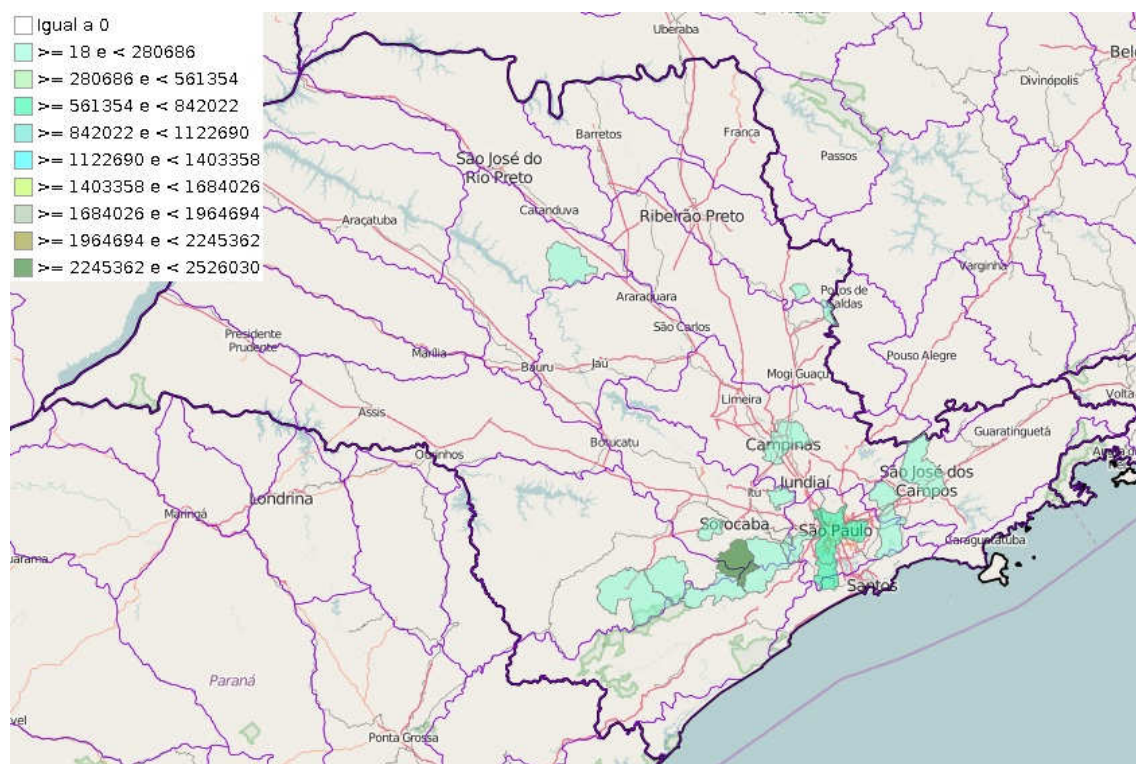 Igual a 0
>= 18 e < 280686
>= 280686 e < 561354
>= 561354 e < 842022
>= 842022 e < 1122690
>= 1122690 e < 1403358
>= 1403358 e < 1684026
>= 1684026 e < 1964694
>= 1964694 e < 2245362
>= 2245362 e < 2526030
Uberaba
Divinópolis
Barretos
Franca
Passos
São José do
Rio Preto
Catanduva
Ribeirão Preto
Araçatuba
Varginha
Araraquara
Poços de
São Carlos
Presidente
Prudente
Marília
Bauru
Jaú
Pouso Alegre
Mogi Guaçu
Limeira
Volta
Assis
Guaratinguetá
Botucatu
Campinas
Ourinhos
São José dos
Campos
Jundiaí
Itu
Londrina
Maringá
Sorocaba
São Paulo
Caraguatatuba
uarama
Santos
Paraná
vel
Ponta Grossa